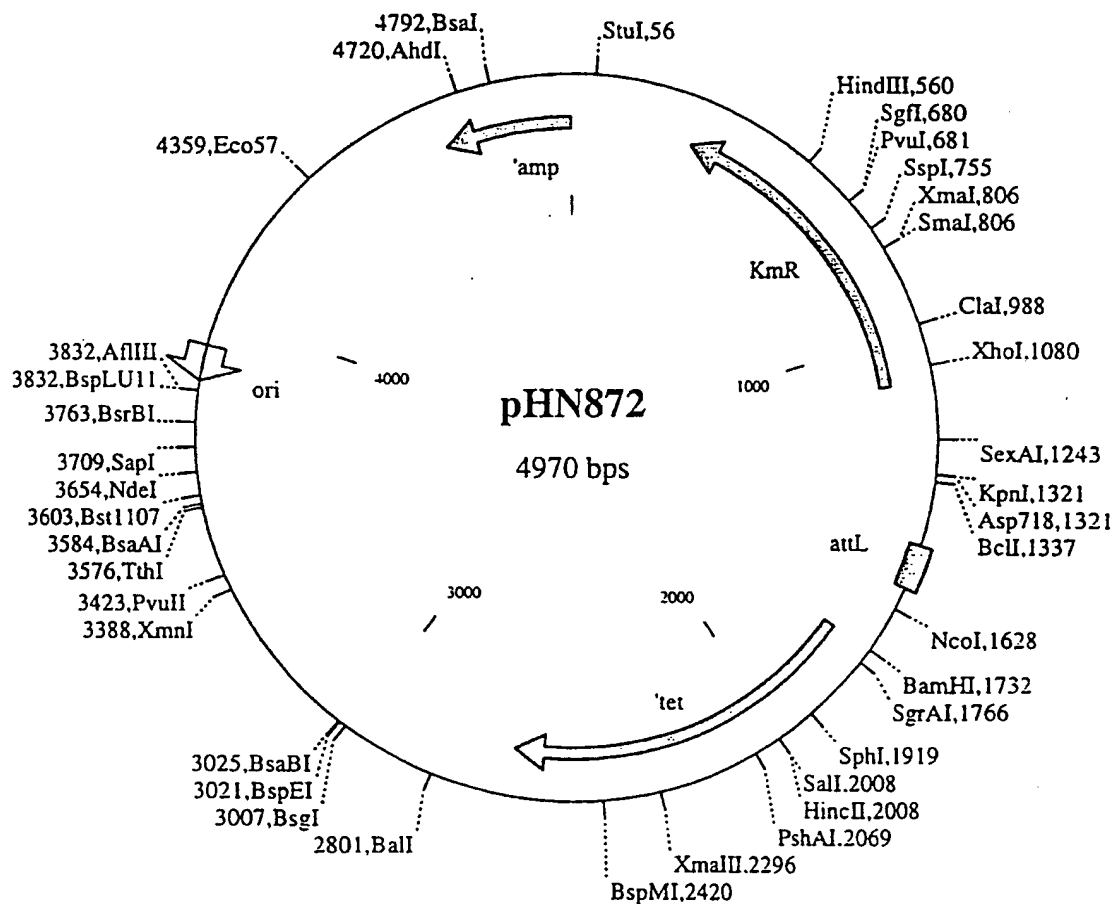 4792,BsaI
4720,AhdI
StuI,56
HindIII,560
SgfI,680
PvuI,681
SspI,755
XmaI,806
SmaI,806
4359,Eco57
'amp
KmR
ClaI,988
XhoI,1080
3832,AflIII
3832,BspLU11
ori
4000
1000
pHN872
4970 bps
3763,BsrBI
3709,SapI
3654,NdeI
3603,Bst1107
3584,BsaAI
3576,TthI
3423,PvuII
3388,XmnI
SexAI,1243
KpnI,1321
Asp718,1321
BclI,1337
attL
3000
2000
NcoI,1628
BamHI,1732
SgrAI,1766
'tet
SphI,1919
SalI.2008
HincII,2008
PshAI.2069
3025,BsaBI
3021,BspEI
3007,BsgI
2801,BalI
XmaIII.2296
BspMI,2420